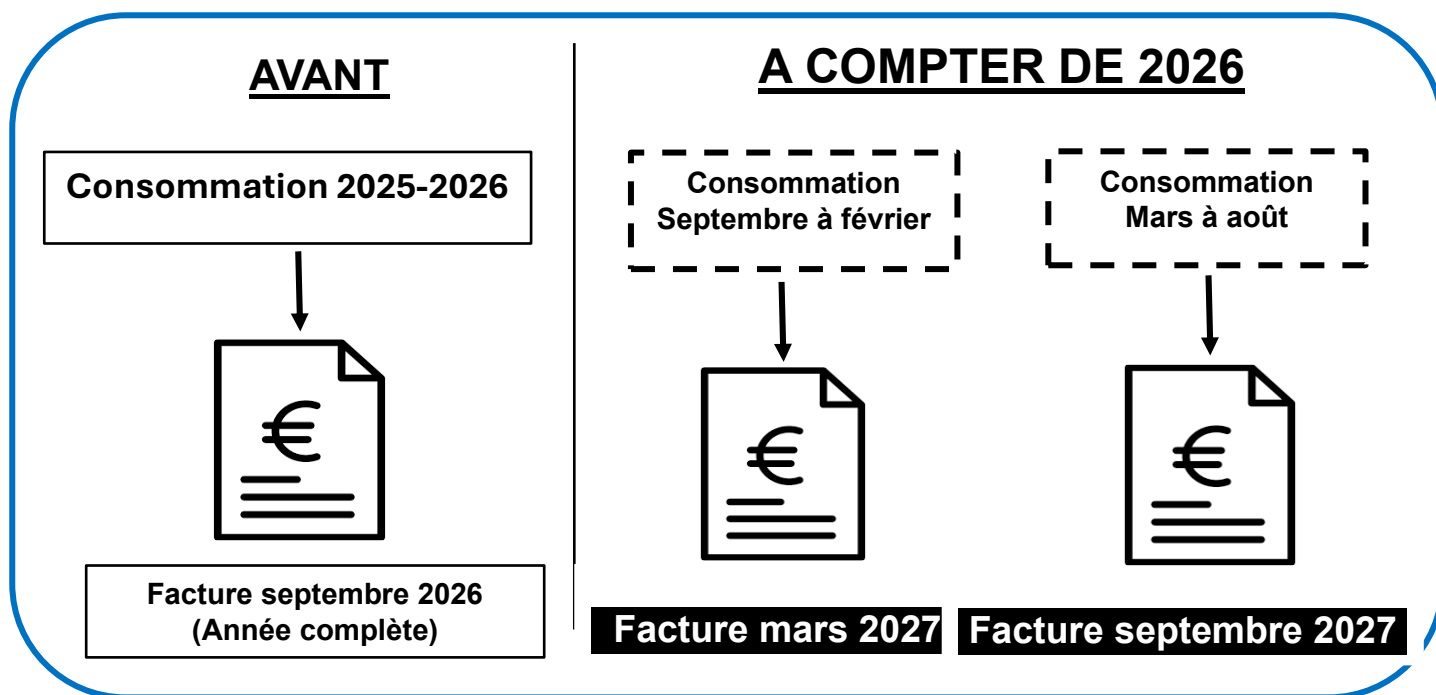 AVANT
Consommation 2025-2026
€
Facture septembre 2026
(Année complète)
A COMPTER DE 2026
Consommation
Septembre à février
€
Facture mars 2027
Consommation
Mars à août
€
Facture septembre 2027